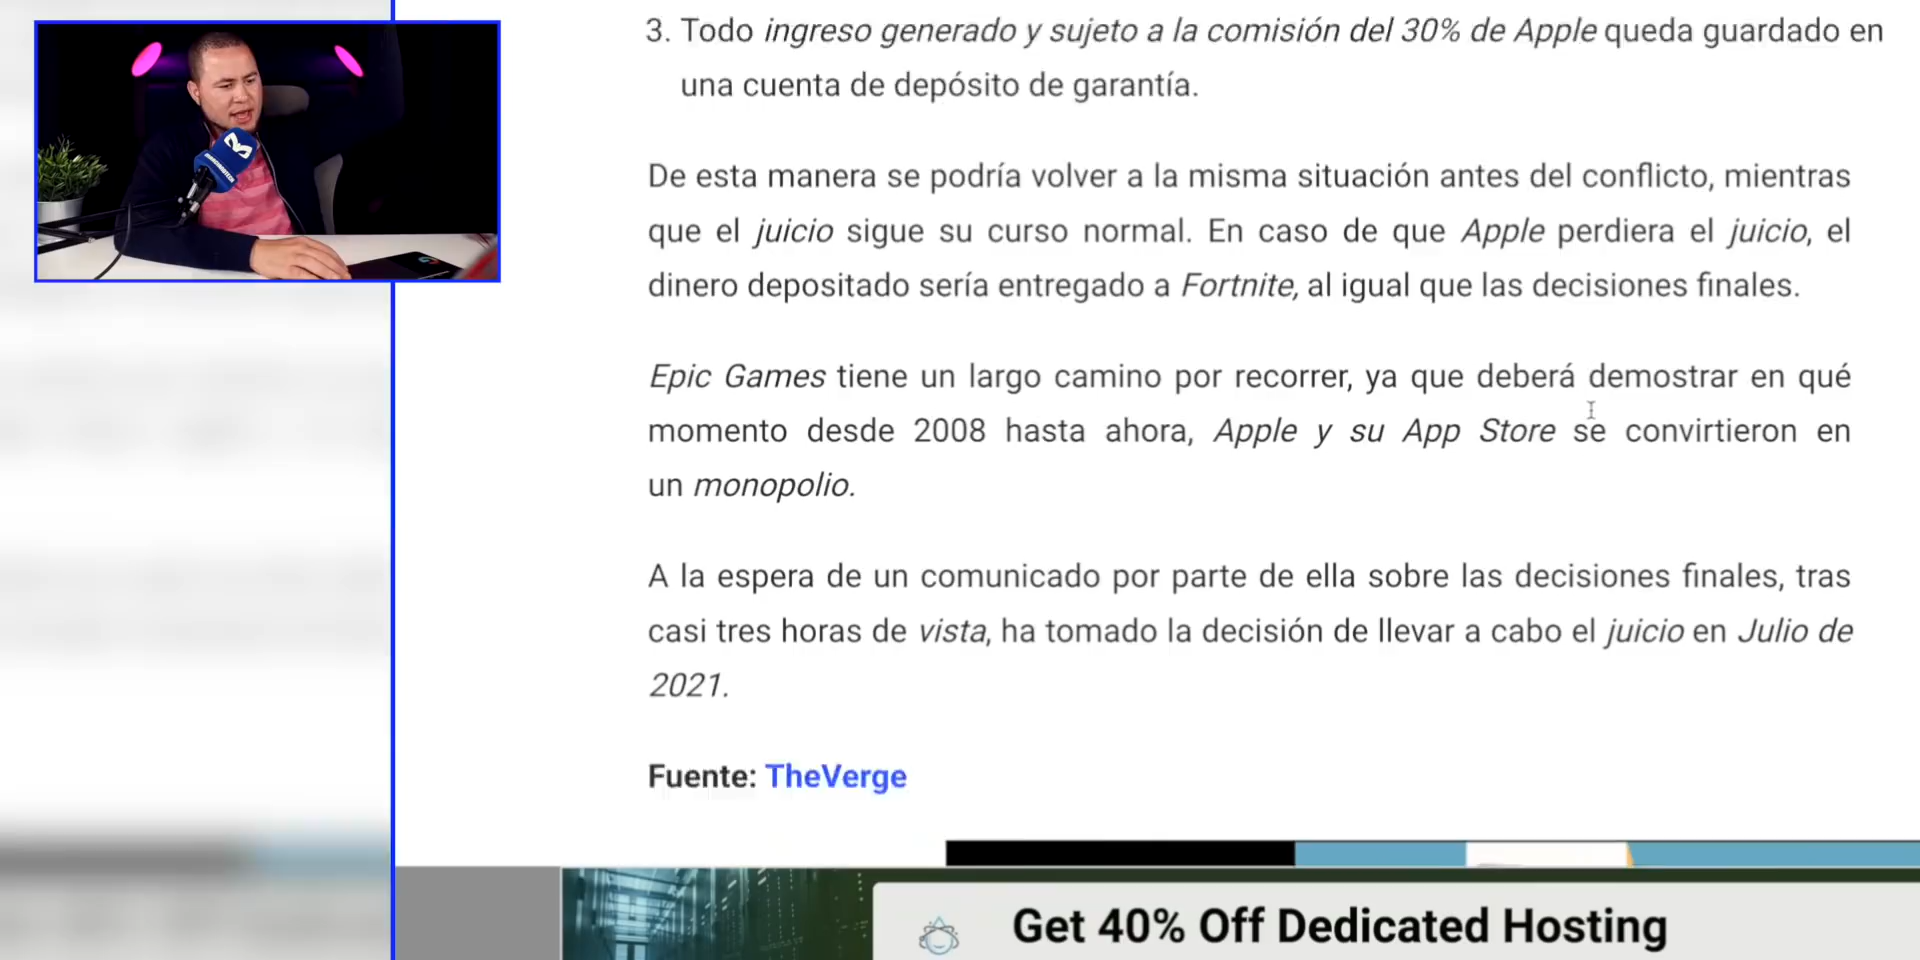 3. Todo ingreso generado y sujeto a la comisión del 30% de Apple queda guardado en
una cuenta de depósito de garantía.
De esta manera se podría volver a la misma situación antes del conflicto, mientras
que el juicio sigue su curso normal. En caso de que Apple perdiera el juicio, el
dinero depositado sería entregado a Fortnite, al igual que las decisiones finales.
Epic Games tiene un largo camino por recorrer, ya que deberá demostrar en qué
momento desde 2008 hasta ahora, Apple y su App Store se convirtieron en
un monopolio.
A la espera de un comunicado por parte de ella sobre las decisiones finales, tras
casi tres horas de vista, ha tomado la decisión de llevar a cabo el juicio en Julio de
2021.
Fuente: TheVerge
Get 40% Off Dedicated Hosting